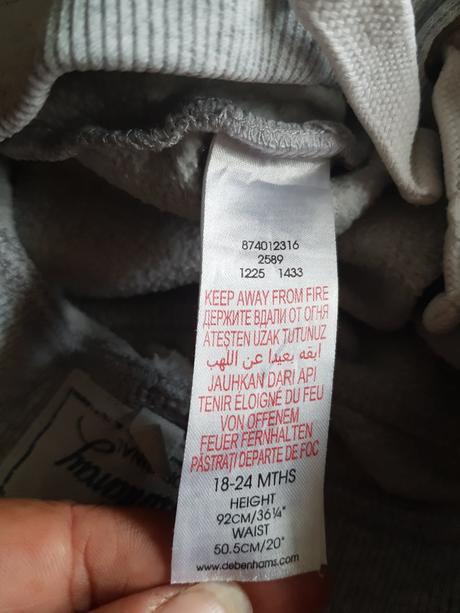 874012316
2589
1225 1433
KEEP AWAY FROM FIRE
ДЕРЖИТЕ ВДАЛИ ОТ ОГНЯ
ATEŞTEN UZAK TUTUNUZ
ابقه بعيدا عن اللهب
JAUHKAN DARI API
TENIR ÉLOIGNÉ DU FEU
VON OFFENEM
FEUER FERNHALTEN
PĂSTRAȚI DEPARTE DE FOC
18-24 MTHS
HEIGHT
92CM/36¼"
WAIST
50.5CM/20"
www.debenhams.com